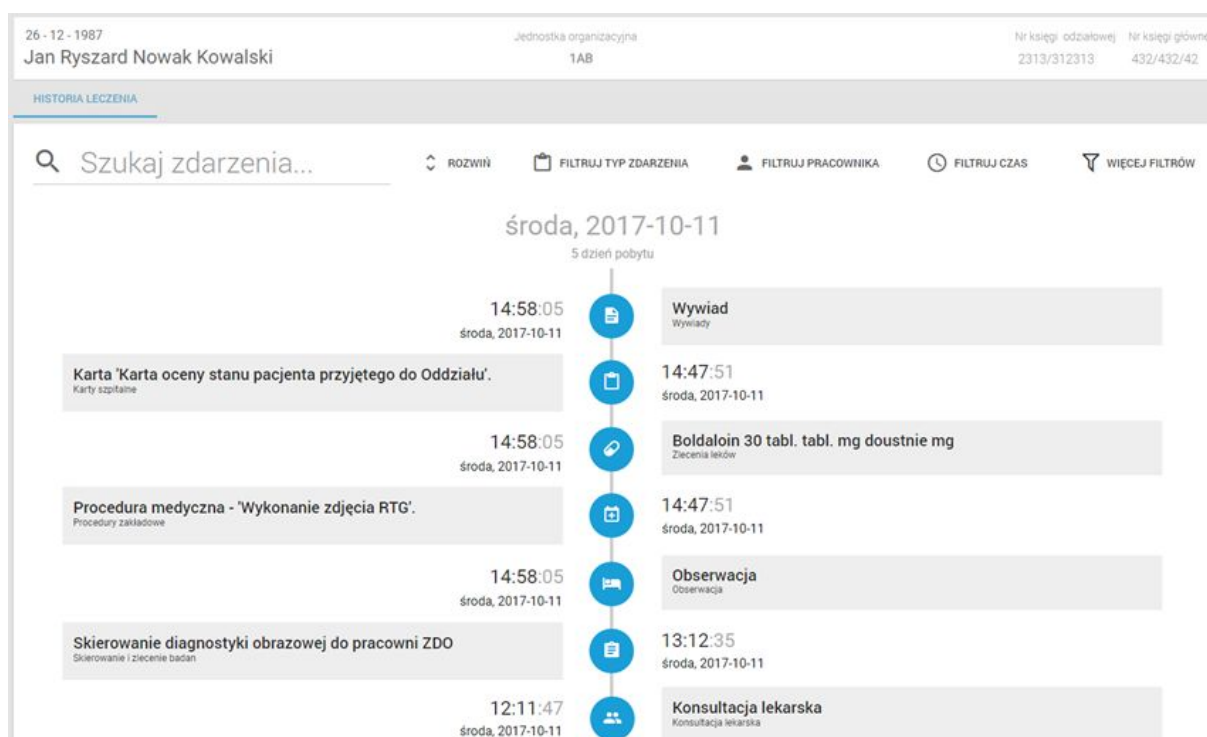 26 - 12 - 1987
Jan Ryszard Nowak Kowalski
Jednostka organizacyjna
1AB
Nr księgi odziałowej
2313/312313
Nr księgi główne
432/432/42
HISTORIA LECZENIA
Szukaj zdarzenia...
ROZWIŃ
FILTRUJ TYP ZDARZENIA
FILTRUJ PRACOWNIKA
FILTRUJ CZAS
WIĘCEJ FILTRÓW
środa, 2017-10-11
5 dzień pobytu
14:58:05
środa, 2017-10-11
Wywiad
Wywiady
Karta 'Karta oceny stanu pacjenta przyjętego do Oddziału'.
Karty szpitalne
14:47:51
środa, 2017-10-11
14:58:05
środa, 2017-10-11
Boldaloin 30 tabl. tabl. mg doustnie mg
Zlecenia leków
Procedura medyczna - 'Wykonanie zdjęcia RTG'.
Procedury zakładowe
14:47:51
środa, 2017-10-11
14:58:05
środa, 2017-10-11
Obserwacja
Obserwacja
Skierowanie diagnostyki obrazowej do pracowni ZDO
Skierowanie i zlecenie badan
13:12:35
środa, 2017-10-11
12:11:47
środa, 2017-10-11
Konsultacja lekarska
Konsultacja lekarska